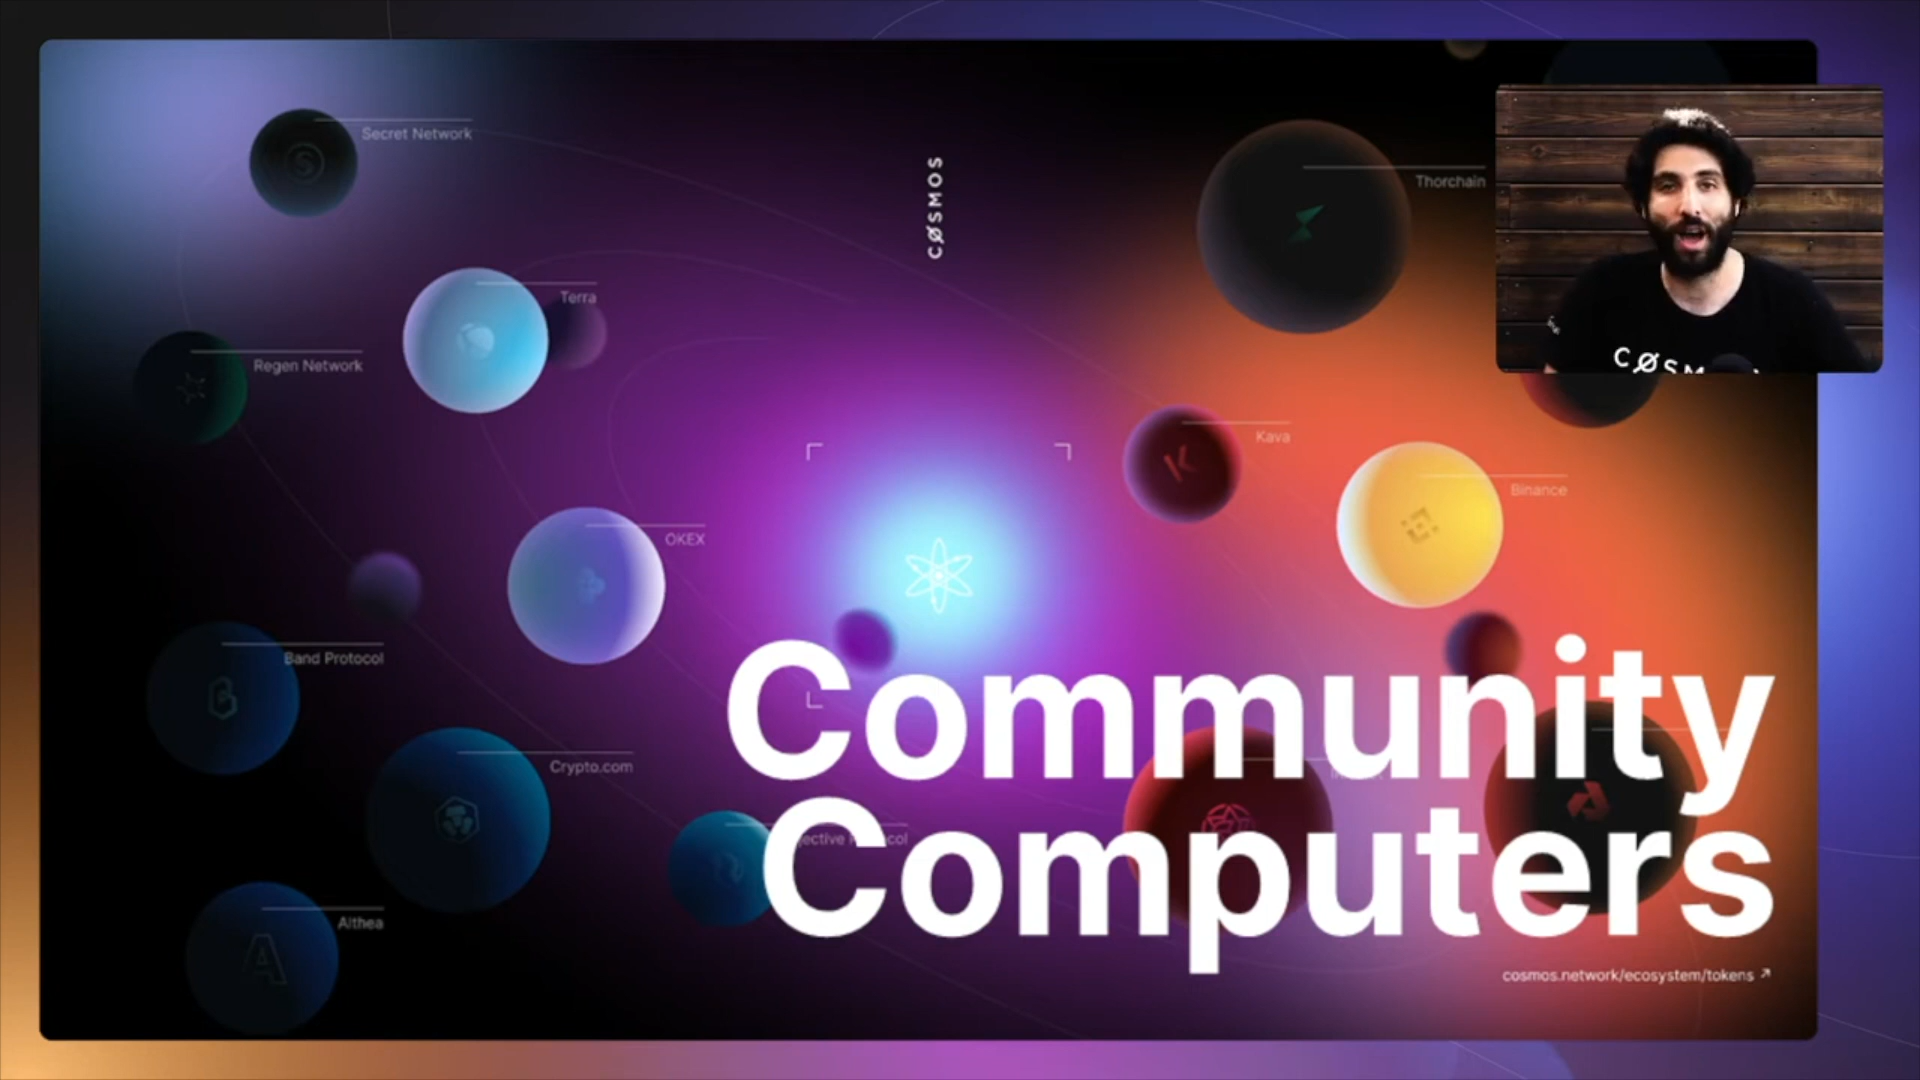 Secret Network
CØSMOS
Thorchain
Terra
Regen Network
CØSM
Kava
Binance
OKEX
Band Protocol
Community
Crypto.com
Computers
Althea
cosmos.network/ecosystem/tokens ↗